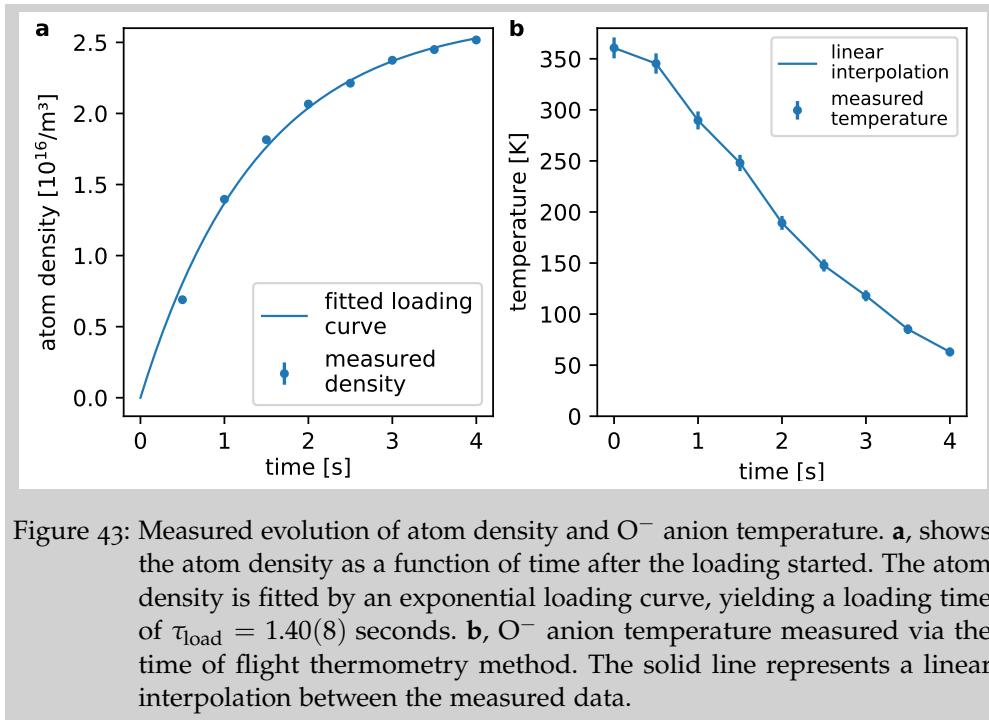 a
2.5
2.0
1.5
1.0
0.5
0.0
atom density [10¹⁶/m³]
0 1 2 3 4
time [s]
fitted loading
curve
measured
density
b
350
300
250
200
150
100
50
0
temperature [K]
0 1 2 3 4
time [s]
linear
interpolation
measured
temperature
Figure 43: Measured evolution of atom density and O⁻ anion temperature. a, shows
the atom density as a function of time after the loading started. The atom
density is fitted by an exponential loading curve, yielding a loading time
of τload = 1.40(8) seconds. b, O⁻ anion temperature measured via the
time of flight thermometry method. The solid line represents a linear
interpolation between the measured data.